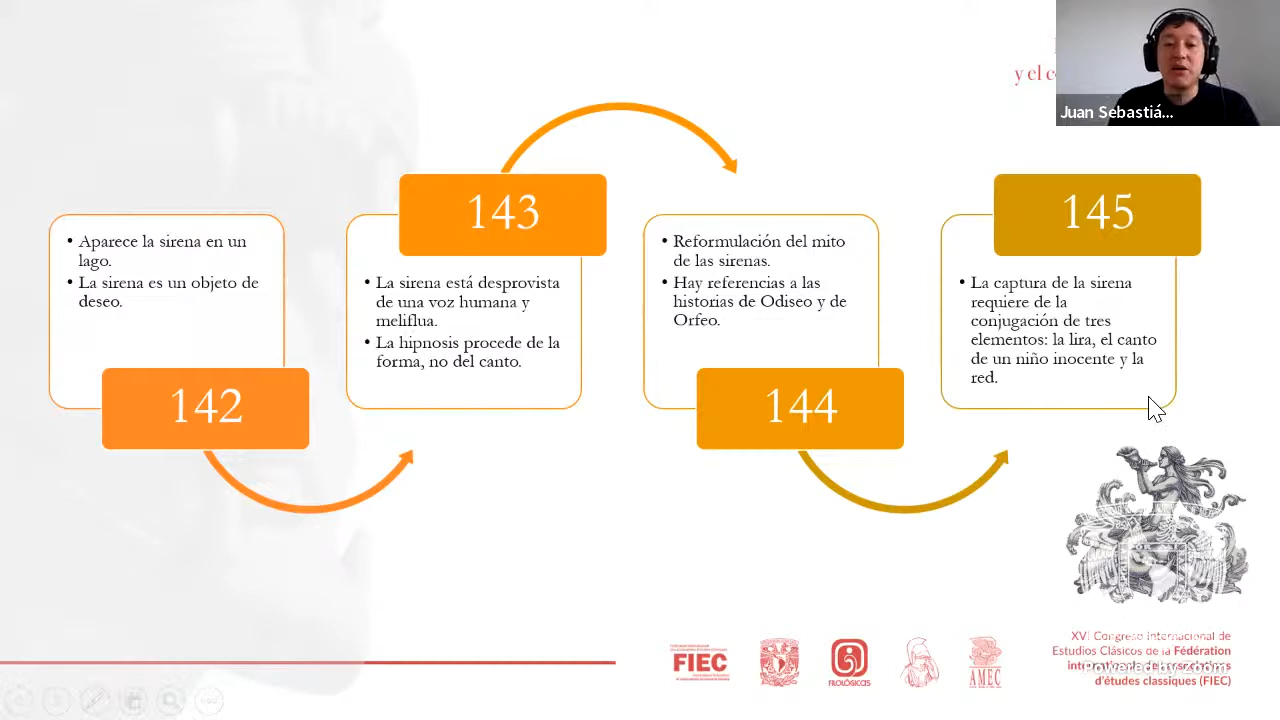 y el c
Juan Sebastiá...
• Aparece la sirena en un
lago.
• La sirena es un objeto de
deseo.
142
143
• La sirena está desprovista
de una voz humana y
meliflua.
• La hipnosis procede de la
forma, no del canto.
• Reformulación del mito
de las sirenas.
• Hay referencias a las
historias de Odiseo y de
Orfeo.
144
145
• La captura de la sirena
requiere de la
conjugación de tres
elementos: la lira, el canto
de un niño inocente y la
red.
FIEC
FILOLÓGICAS
AMEC
XVI Congreso internacional de
Estudios Clásicos de la Fédération
d'études classiques (FIEC)
Powered by Zoom